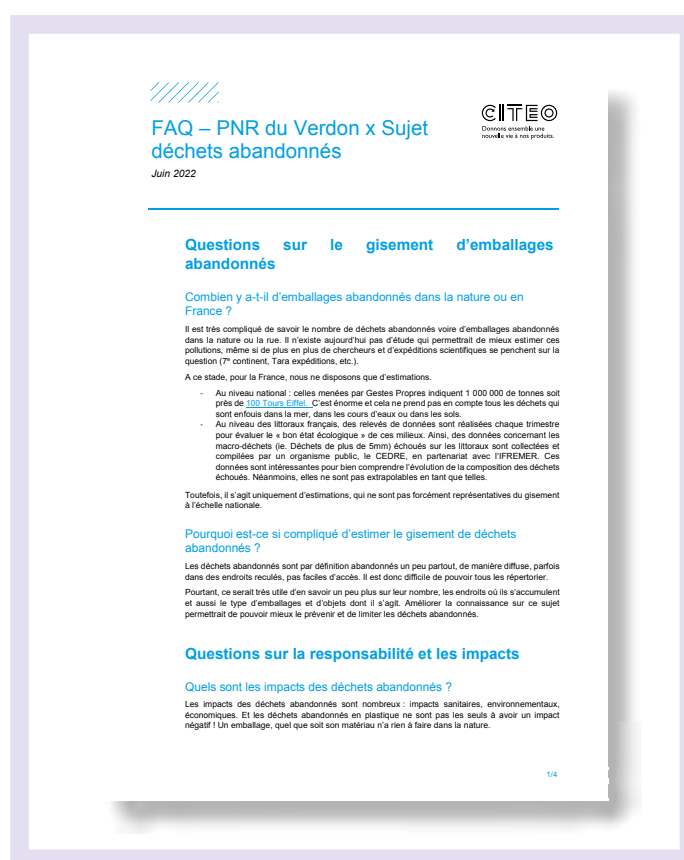 FAQ – PNR du Verdon x Sujet
déchets abandonnés
Juin 2022
CITEO
Donnons ensemble une
nouvelle vie à nos produits.
Questions sur le gisement d'emballages
abandonnés
Combien y a-t-il d'emballages abandonnés dans la nature ou en
France ?
Il est très compliqué de savoir le nombre de déchets abandonnés voire d'emballages abandonnés
dans la nature ou la rue. Il n'existe aujourd'hui pas d'étude qui permettrait de mieux estimer ces
pollutions, même si de plus en plus de chercheurs et d'expéditions scientifiques se penchent sur la
question (7e continent, Tara expéditions, etc.).
A ce stade, pour la France, nous ne disposons que d'estimations.
- Au niveau national : celles menées par Gestes Propres indiquent 1 000 000 de tonnes soit
près de 100 Tours Eiffel. C'est énorme et cela ne prend pas en compte tous les déchets qui
sont enfouis dans la mer, dans les cours d'eaux ou dans les sols.
- Au niveau des littoraux français, des relevés de données sont réalisées chaque trimestre
pour évaluer le « bon état écologique » de ces milieux. Ainsi, des données concernant les
macro-déchets (ie. Déchets de plus de 5mm) échoués sur les littoraux sont collectées et
compilées par un organisme public, le CEDRE, en partenariat avec l'IFREMER. Ces
données sont intéressantes pour bien comprendre l'évolution de la composition des déchets
échoués. Néanmoins, elles ne sont pas extrapolables en tant que telles.
Toutefois, il s'agit uniquement d'estimations, qui ne sont pas forcément représentatives du gisement
à l'échelle nationale.
Pourquoi est-ce si compliqué d'estimer le gisement de déchets
abandonnés ?
Les déchets abandonnés sont par définition abandonnés un peu partout, de manière diffuse, parfois
dans des endroits reculés, pas faciles d'accès. Il est donc difficile de pouvoir tous les répertorier.
Pourtant, ce serait très utile d'en savoir un peu plus sur leur nombre, les endroits où ils s'accumulent
et aussi le type d'emballages et d'objets dont il s'agit. Améliorer la connaissance sur ce sujet
permettrait de pouvoir mieux le prévenir et de limiter les déchets abandonnés.
Questions sur la responsabilité et les impacts
Quels sont les impacts des déchets abandonnés ?
Les impacts des déchets abandonnés sont nombreux : impacts sanitaires, environnementaux,
économiques. Et les déchets abandonnés en plastique ne sont pas les seuls à avoir un impact
négatif ! Un emballage, quel que soit son matériau n'a rien à faire dans la nature.
1/4